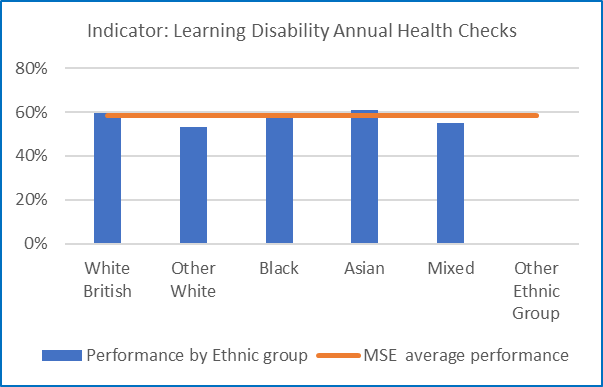 Indicator: Learning Disability Annual Health Checks
80%
60%
40%
20%
0%
White British
Other White
Black
Asian
Mixed
Other Ethnic Group
Performance by Ethnic group
MSE average performance